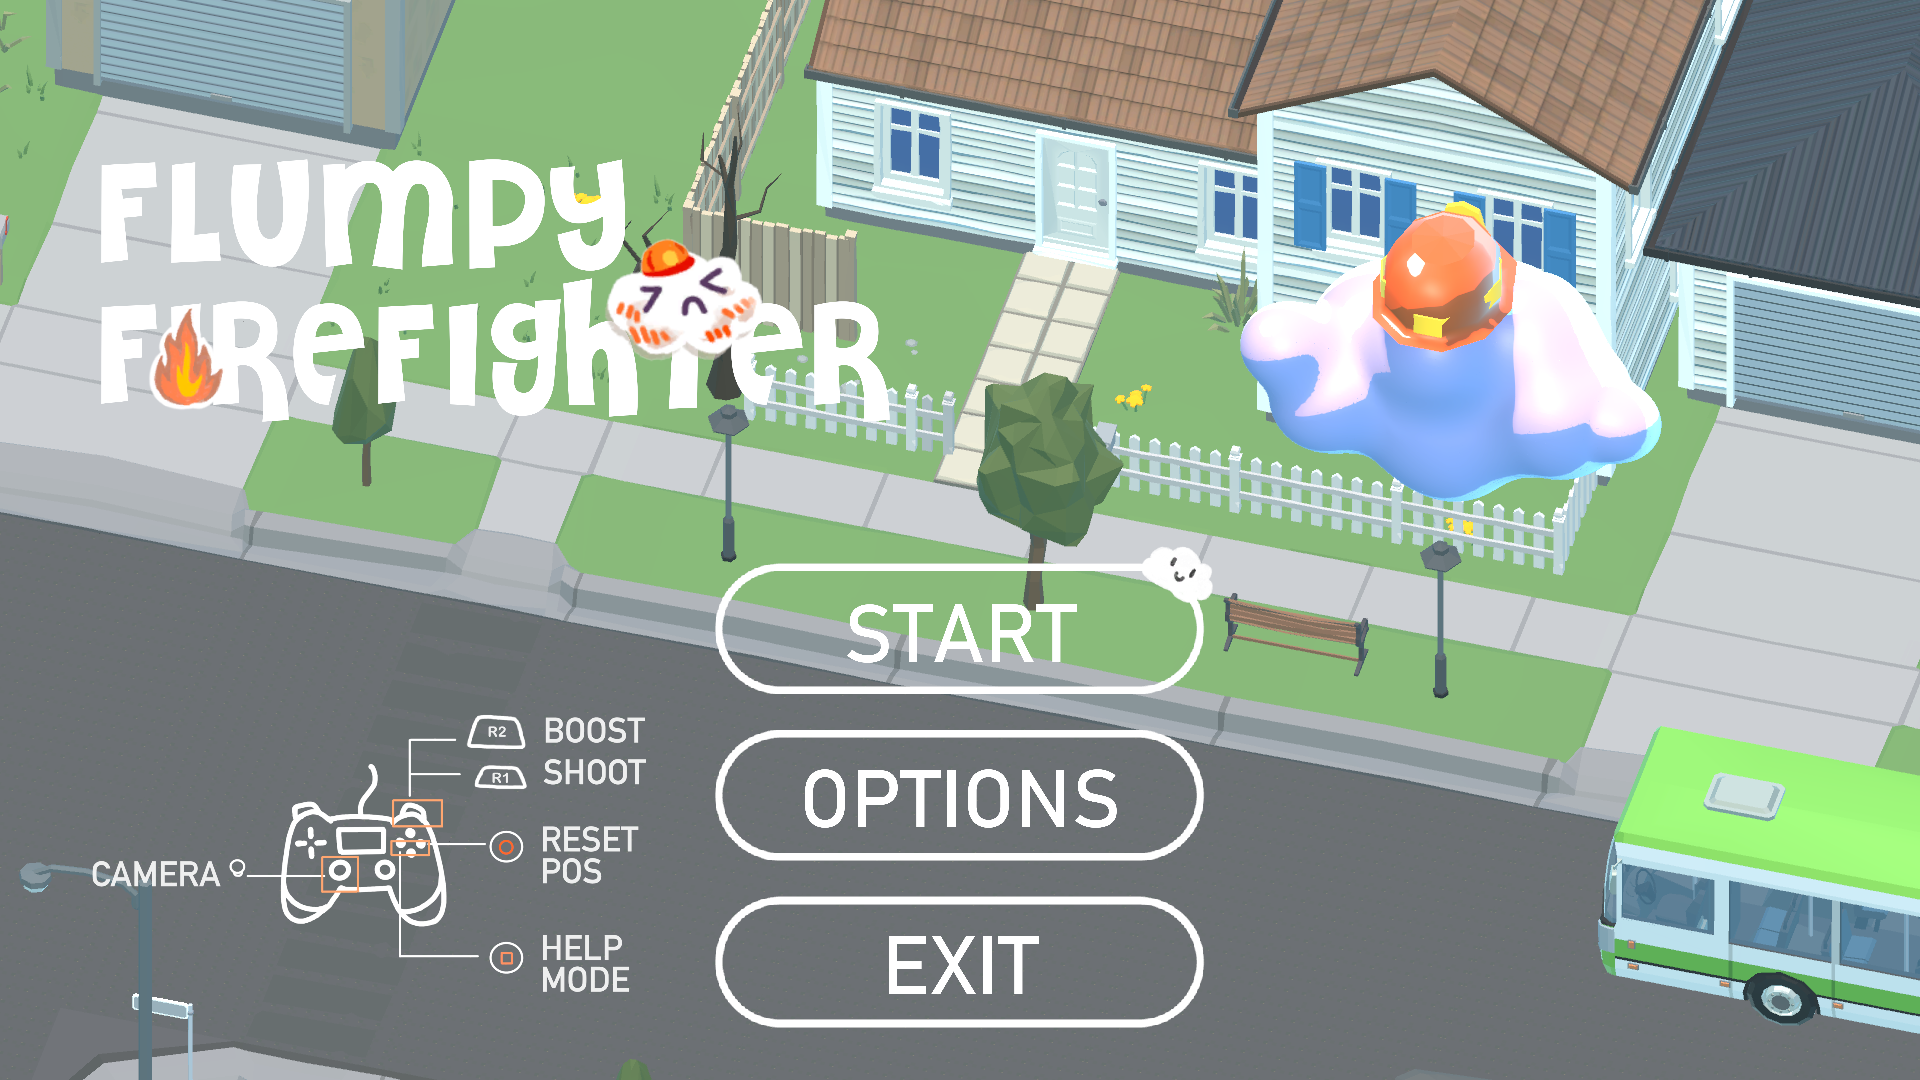 FLUMPY
FIREFIGHTER
START
OPTIONS
EXIT
R2 BOOST
R1 SHOOT
RESET
POS
CAMERA
HELP
MODE